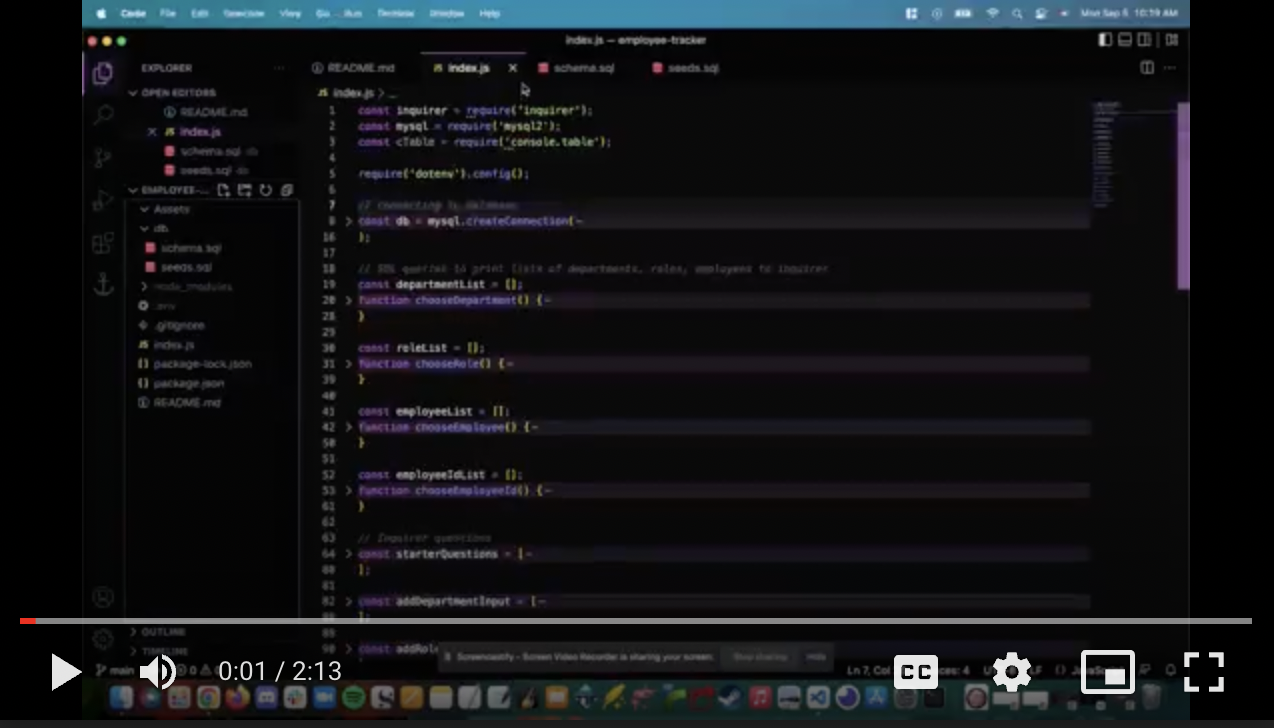 Code File Edit Selection View Go Run Terminal Window Help Mon Sep 5 10:39 AM
index.js — employee-tracker
EXPLORER
README.md index.js schema.sql seeds.sql
OPEN EDITORS
index.js > ...
README.md
index.js
schema.sql db
seeds.sql db
EMPLOYEE-...
Assets
db
schema.sql
seeds.sql
node_modules
.env
.gitignore
index.js
package-lock.json
package.json
README.md
OUTLINE
TIMELINE
1 const inquirer = require('inquirer');
2 const mysql = require('mysql2');
3 const cTable = require('console.table');
4
5 require('dotenv').config();
6
7 // Connecting to database
8 const db = mysql.createConnection(
16 );
17
18 // SQL queries to print lists of departments, roles, employees to inquirer
19 const departmentList = [];
20 function chooseDepartment() {
28 }
29
30 const roleList = [];
31 function chooseRole() {
39 }
40
41 const employeeList = [];
42 function chooseEmployee() {
50 }
51
52 const employeeIdList = [];
53 function chooseEmployeeId() {
61 }
62
63 // Inquirer questions
64 const starterQuestions = [
80 ];
81
82 const addDepartmentInput = [
88 ];
89
90 const addRol
Screencastify - Screen Video Recorder is sharing your screen. Stop sharing Hide
main 0 0 Ln 7, Col
0:01 / 2:13
CC